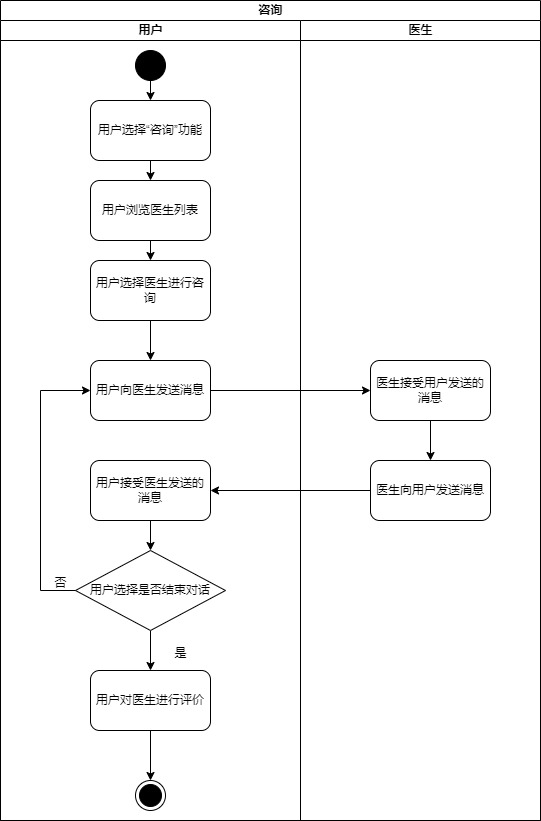 咨询
用户
医生
用户选择“咨询”功能
用户浏览医生列表
用户选择医生进行咨
询
用户向医生发送消息
医生接受用户发送的
消息
用户接受医生发送的
消息
医生向用户发送消息
否
用户选择是否结束对话
是
用户对医生进行评价